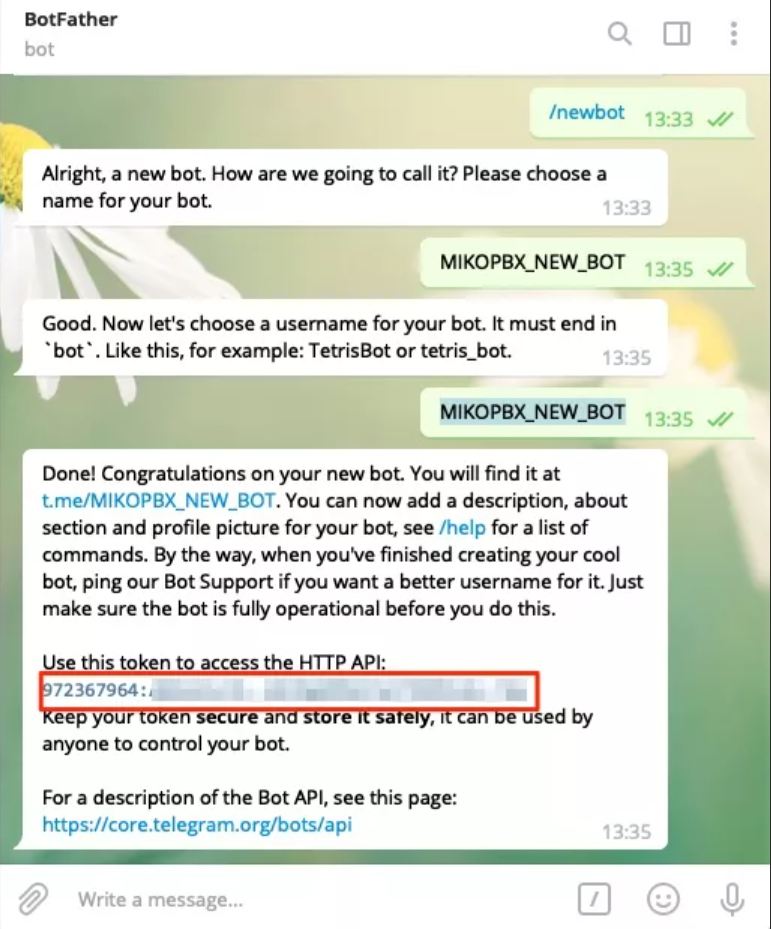 BotFather
bot
/newbot 13:33
Alright, a new bot. How are we going to call it? Please choose a
name for your bot.
13:33
MIKOPBX_NEW_BOT 13:35
Good. Now let's choose a username for your bot. It must end in
`bot`. Like this, for example: TetrisBot or tetris_bot.
13:35
MIKOPBX_NEW_BOT 13:35
Done! Congratulations on your new bot. You will find it at
t.me/MIKOPBX_NEW_BOT. You can now add a description, about
section and profile picture for your bot, see /help for a list of
commands. By the way, when you've finished creating your cool
bot, ping our Bot Support if you want a better username for it. Just
make sure the bot is fully operational before you do this.
Use this token to access the HTTP API:
972367964:
Keep your token secure and store it safely, it can be used by
anyone to control your bot.
For a description of the Bot API, see this page:
https://core.telegram.org/bots/api
13:35
Write a message...